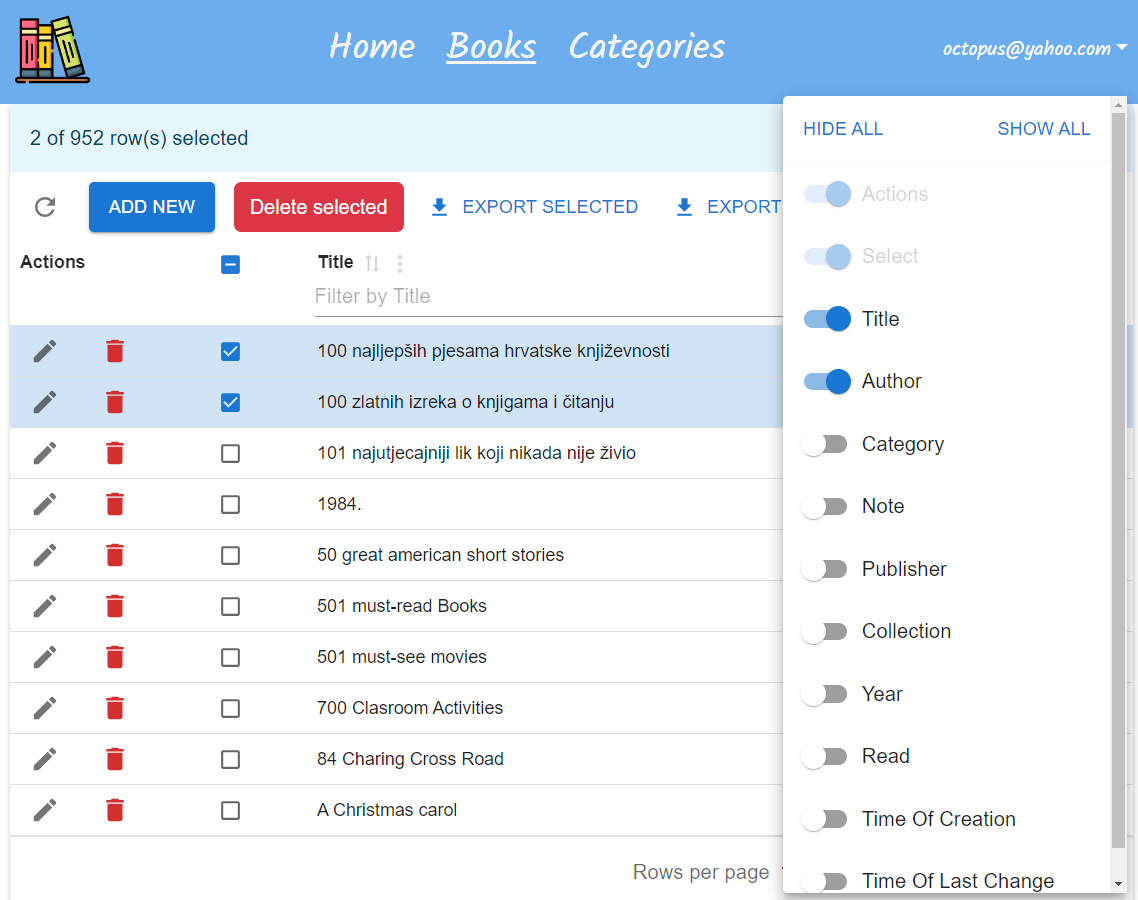 Home Books Categories octopus@yahoo.com
2 of 952 row(s) selected
ADD NEW Delete selected EXPORT SELECTED EXPORT
Actions Title
Filter by Title
100 najljepših pjesama hrvatske književnosti
100 zlatnih izreka o knjigama i čitanju
101 najutjecajniji lik koji nikada nije živio
1984.
50 great american short stories
501 must-read Books
501 must-see movies
700 Clasroom Activities
84 Charing Cross Road
A Christmas carol
Rows per page
HIDE ALL SHOW ALL
Actions
Select
Title
Author
Category
Note
Publisher
Collection
Year
Read
Time Of Creation
Time Of Last Change